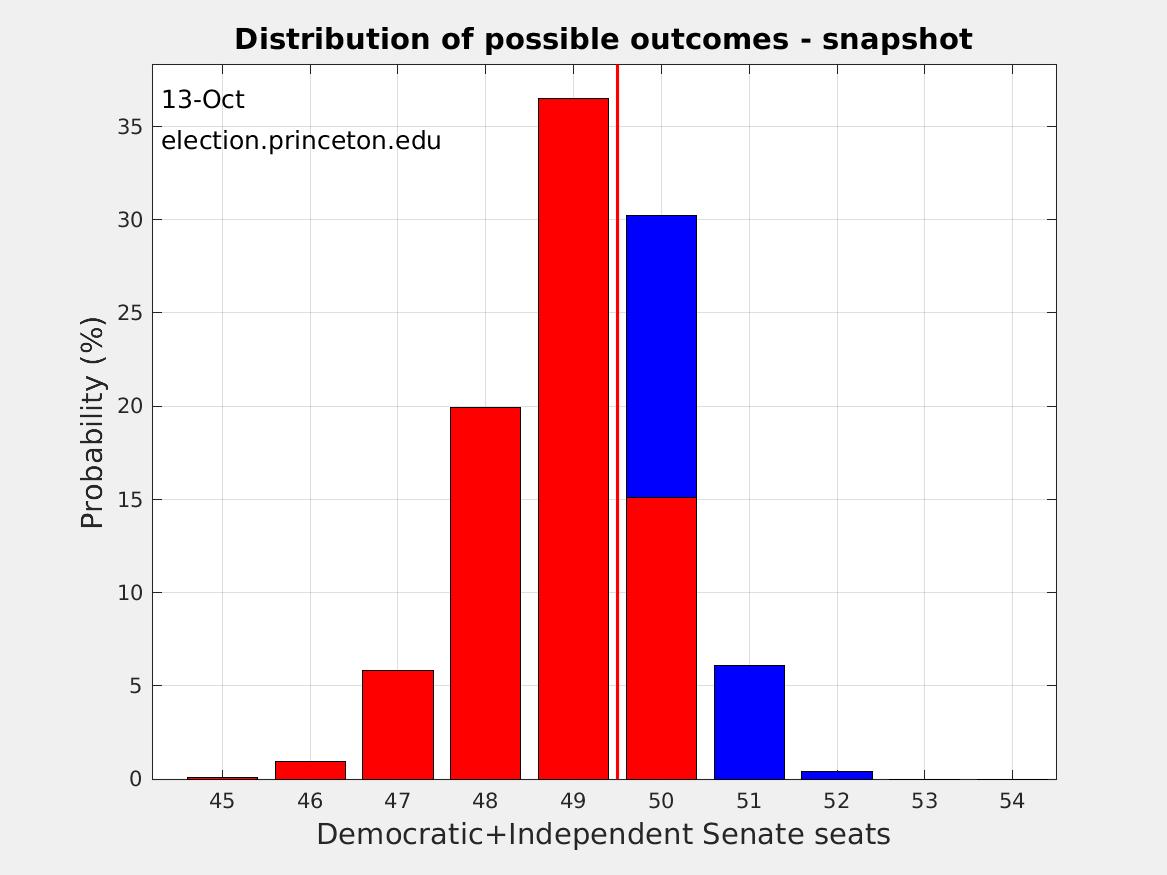 Distribution of possible outcomes - snapshot
13-Oct
election.princeton.edu
35
30
25
20
15
10
5
0
Probability (%)
45 46 47 48 49 50 51 52 53 54
Democratic+Independent Senate seats